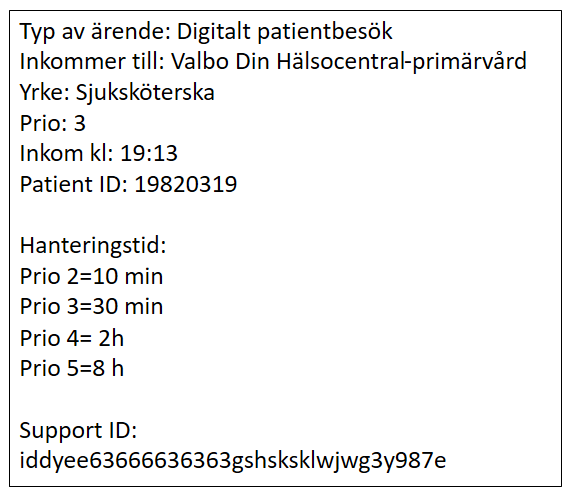 Typ av ärende: Digitalt patientbesök
Inkommer till: Valbo Din Hälsocentral-primärvård
Yrke: Sjuksköterska
Prio: 3
Inkom kl: 19:13
Patient ID: 19820319
Hanteringstid:
Prio 2=10 min
Prio 3=30 min
Prio 4= 2h
Prio 5=8 h
Support ID:
iddyee63666636363gshsksklwjwg3y987e